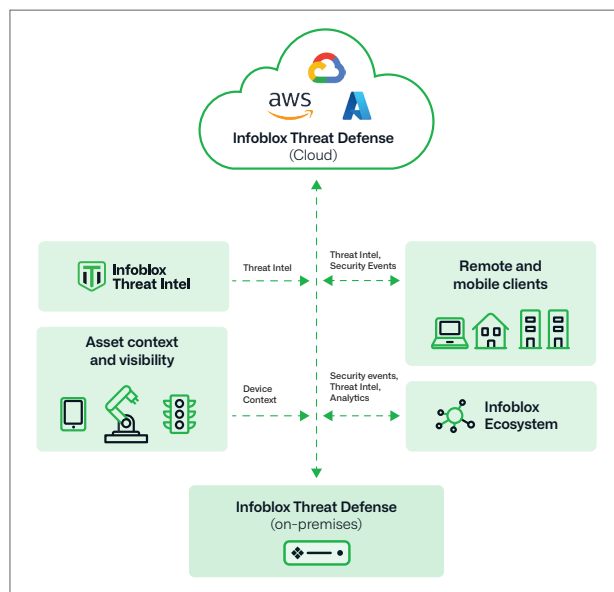 aws
Infoblox Threat Defense
(Cloud)
Infoblox
Threat Intel
Threat Intel
Threat Intel,
Security Events
Remote and
mobile clients
Asset context
and visibility
Device
Context
Security events,
Threat Intel,
Analytics
Infoblox
Ecosystem
Infoblox Threat Defense
(on-premises)